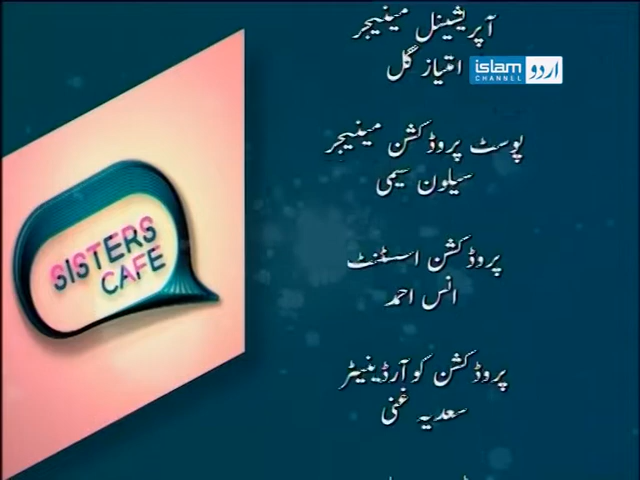 آپریشنل مینیجر
امتیاز گل
islam
CHANNEL
اردو
پوسٹ پروڈکشن مینیجر
سیلون سیمی
پروڈکشن اسسٹنٹ
انس احمد
پروڈکشن کوآرڈینیٹر
سعدیہ غنی
SISTERS
CAFE